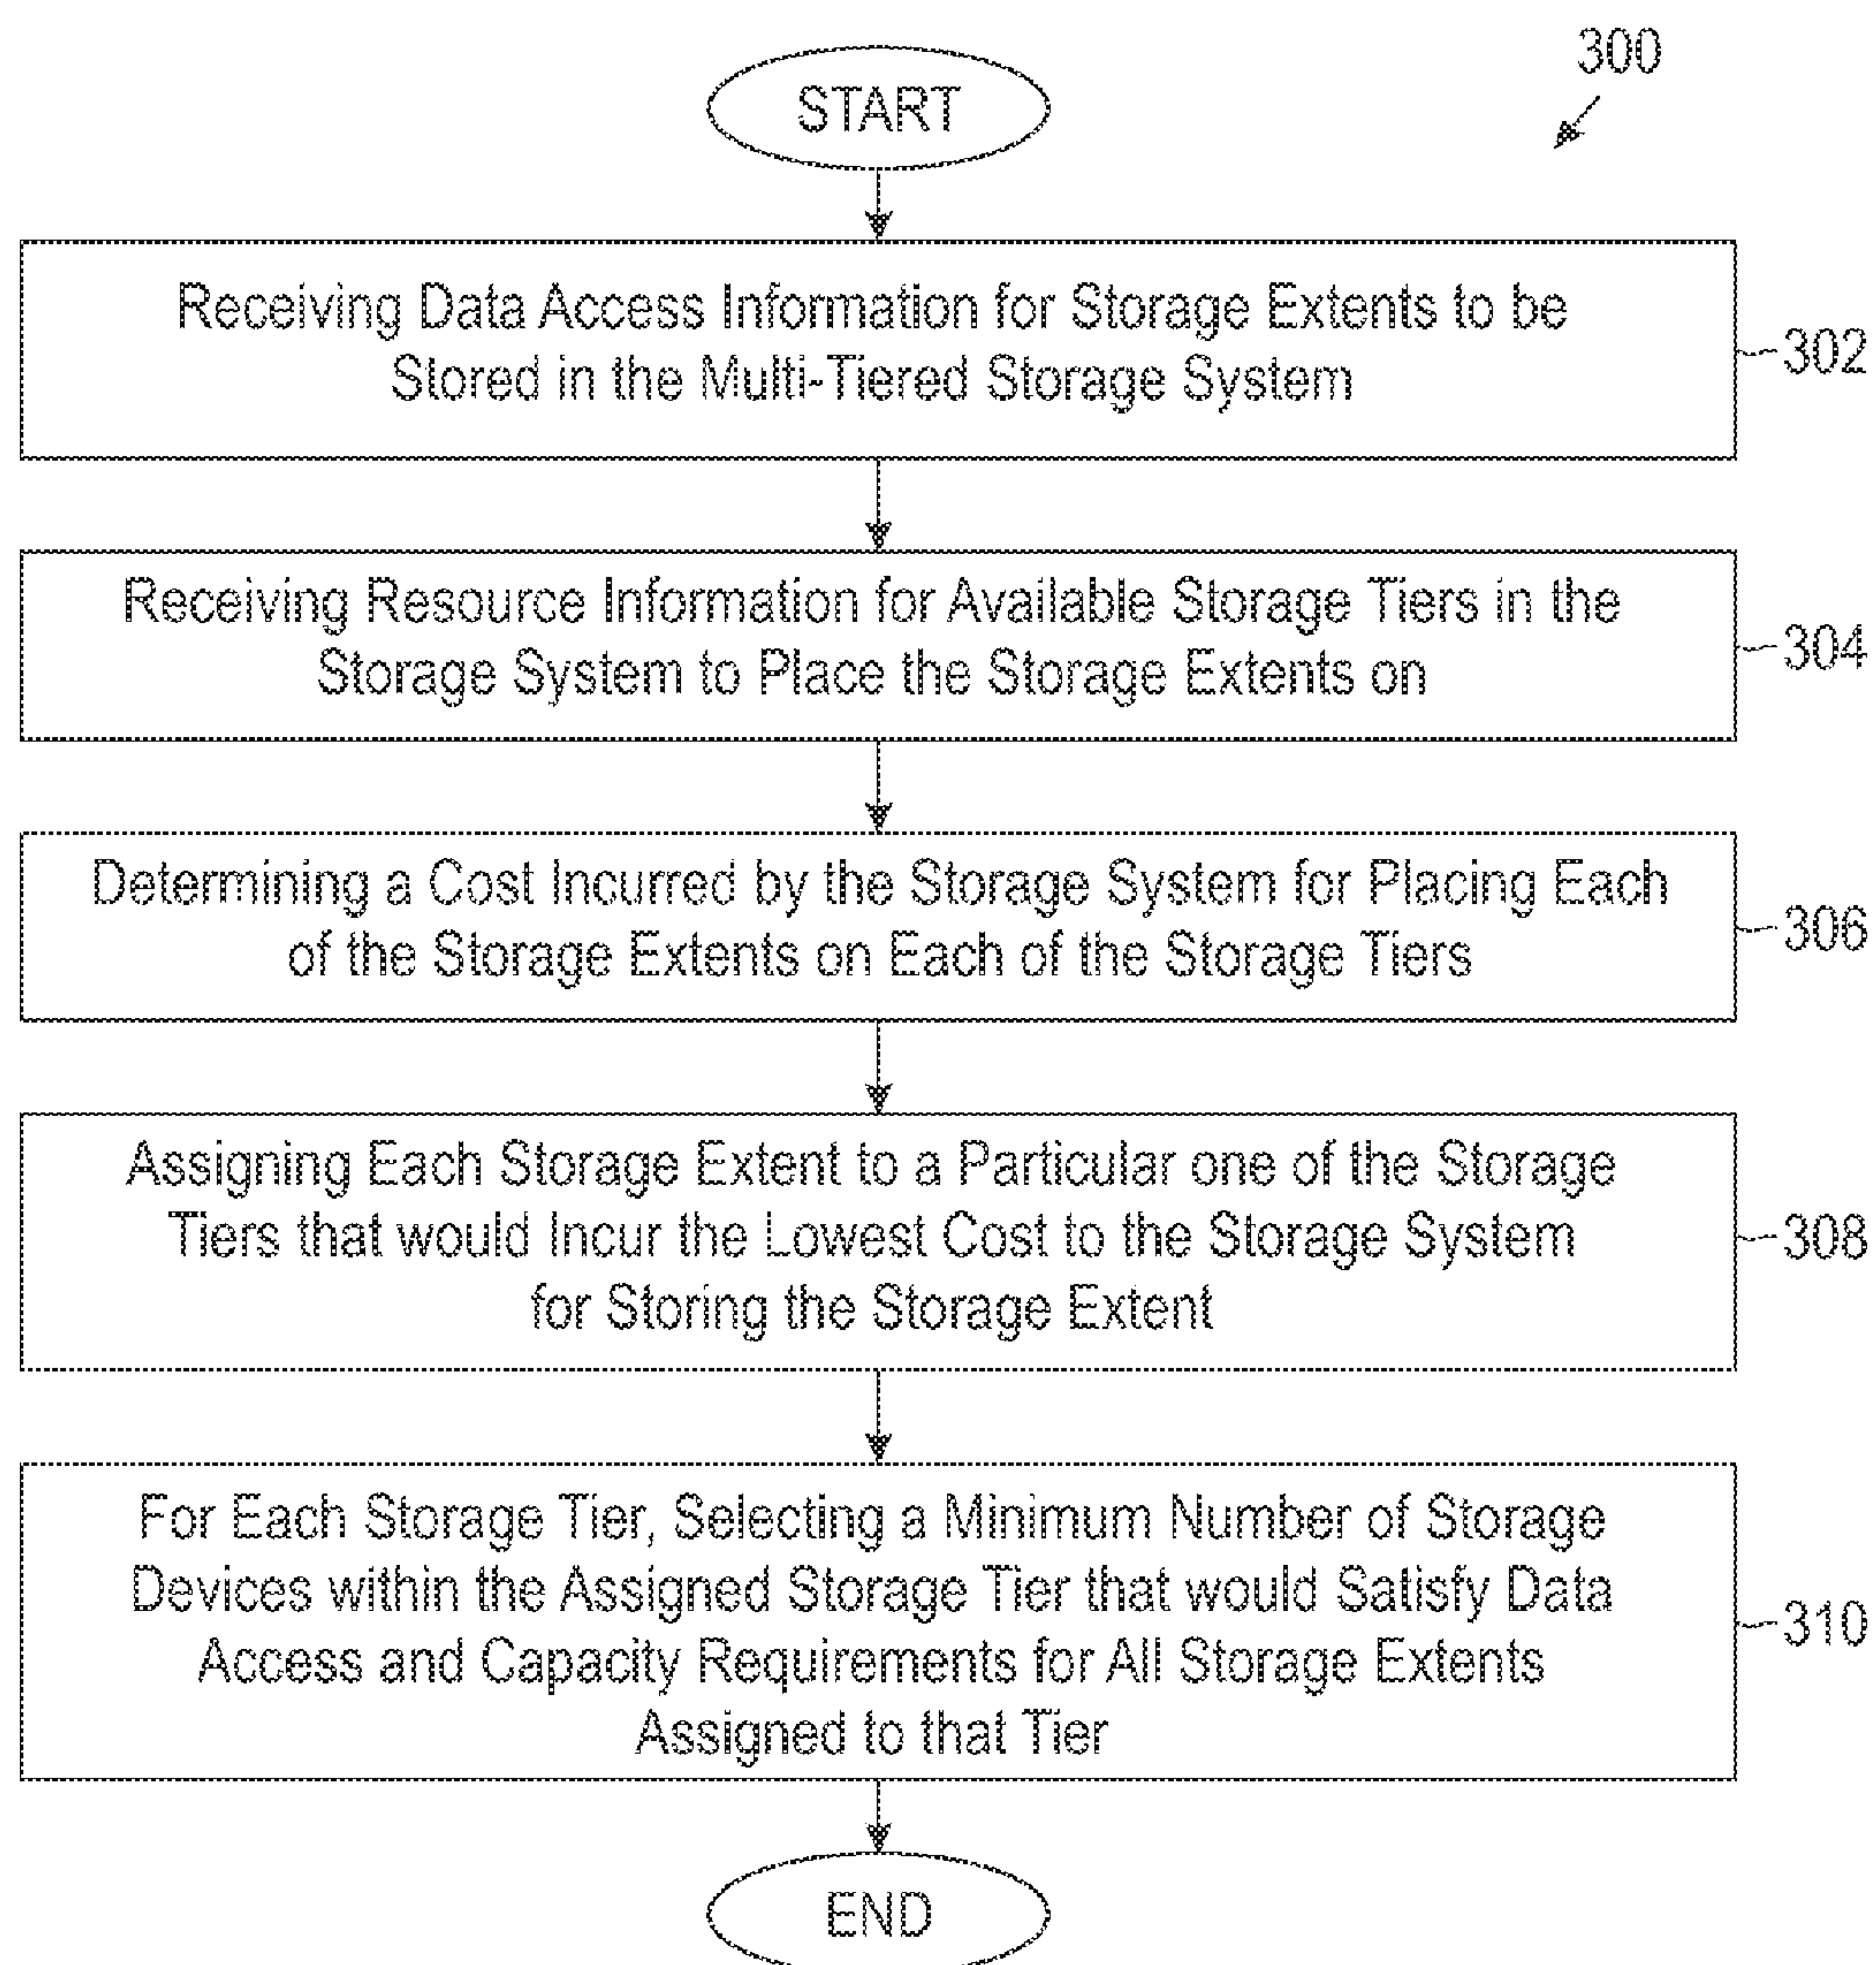 300
START
Receiving Data Access Information for Storage Extents to be
Stored in the Multi-Tiered Storage System
302
Receiving Resource Information for Available Storage Tiers in the
Storage System to Place the Storage Extents on
304
Determining a Cost Incurred by the Storage System for Placing Each
of the Storage Extents on Each of the Storage Tiers
306
Assigning Each Storage Extent to a Particular one of the Storage
Tiers that would Incur the Lowest Cost to the Storage System
for Storing the Storage Extent
308
For Each Storage Tier, Selecting a Minimum Number of Storage
Devices within the Assigned Storage Tier that would Satisfy Data
Access and Capacity Requirements for All Storage Extents
Assigned to that Tier
310
END